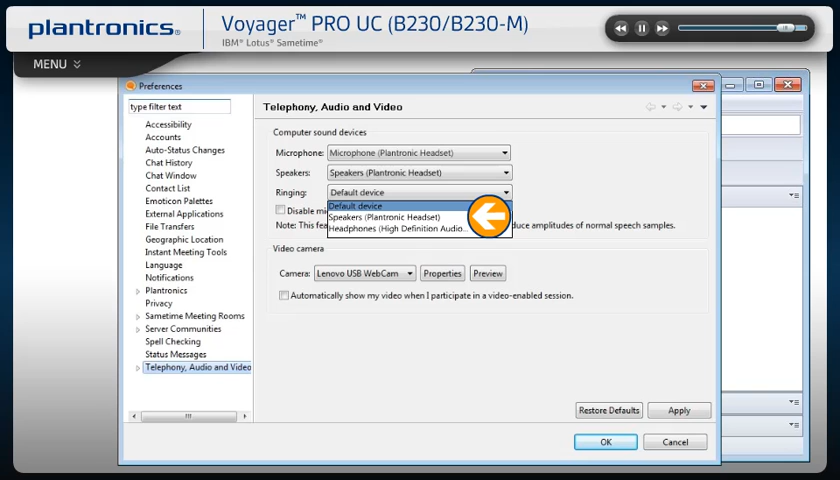 plantronics®
Voyager™ PRO UC (B230/B230-M)
IBM® Lotus® Sametime®
MENU
Preferences
type filter text
Accessibility
Accounts
Auto-Status Changes
Chat History
Chat Window
Contact List
Emoticon Palettes
External Applications
File Transfers
Geographic Location
Instant Meeting Tools
Language
Notifications
Plantronics
Privacy
Sametime Meeting Rooms
Server Communities
Spell Checking
Status Messages
Telephony, Audio and Video
Telephony, Audio and Video
Computer sound devices
Microphone: Microphone (Plantronic Headset)
Speakers: Speakers (Plantronic Headset)
Ringing: Default device
Default device
Speakers (Plantronic Headset)
Headphones (High Definition Audio...
Disable mi
Note: This fea duce amplitudes of normal speech samples.
Video camera
Camera: Lenovo USB WebCam Properties Preview
Automatically show my video when I participate in a video-enabled session.
Restore Defaults Apply
OK Cancel